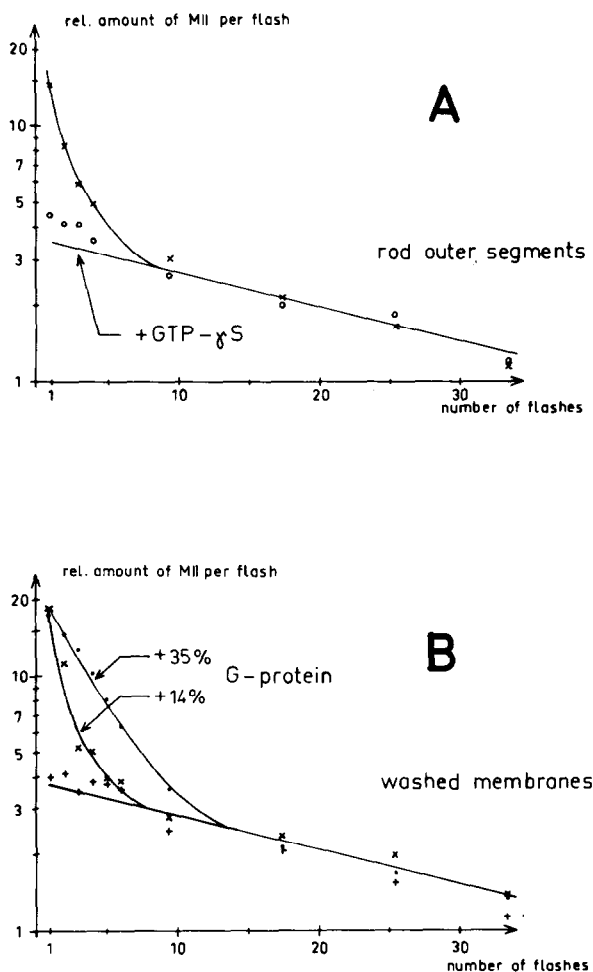 rel. amount of MII per flash
20
A
10
7
5
rod outer segments
3
+GTP-γS
1
1 10 20 30
number of flashes
rel. amount of MII per flash
20
+35%
B
G-protein
10
+14%
7
5
washed membranes
3
1
1 10 20 30
number of flashes